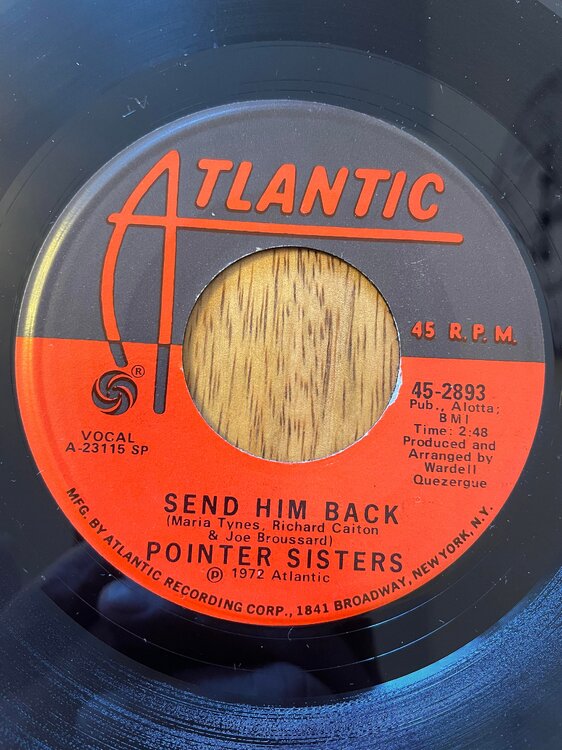 ATLANTIC
45 R.P.M.
®
VOCAL
A-23115 SP
45-2893
Pub., Alotta;
BMI
Time: 2:48
Produced and
Arranged by
Wardell
Quezergue
SEND HIM BACK
(Maria Tynes, Richard Caiton
& Joe Broussard)
POINTER SISTERS
℗ 1972 Atlantic
MFG. BY ATLANTIC RECORDING CORP., 1841 BROADWAY, NEW YORK, N.Y.